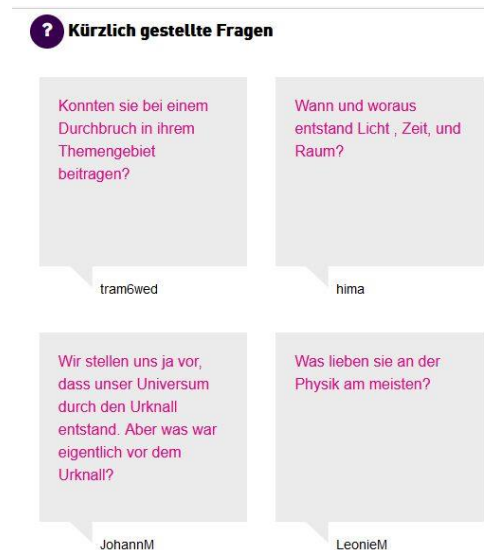 ? Kürzlich gestellte Fragen
Konnten sie bei einem
Durchbruch in ihrem
Themengebiet
beitragen?
tram6wed
Wann und woraus
entstand Licht , Zeit, und
Raum?
hima
Wir stellen uns ja vor,
dass unser Universum
durch den Urknall
entstand. Aber was war
eigentlich vor dem
Urknall?
JohannM
Was lieben sie an der
Physik am meisten?
LeonieM